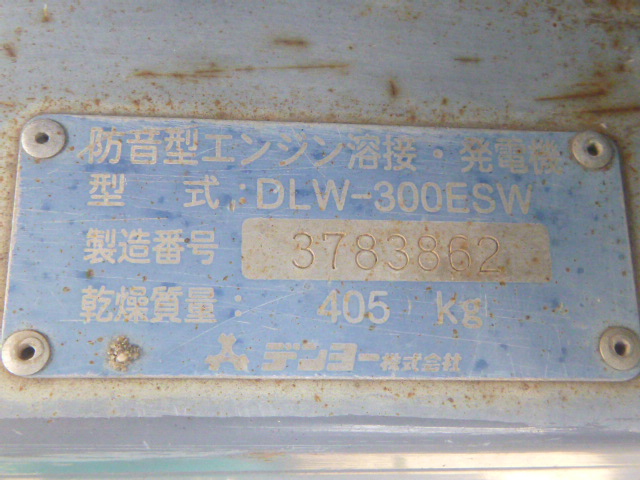 防音型エンジン溶接・発電機
型 式:DLW-300ESW
製造番号 3783862
乾燥質量: 405 kg
デンヨー株式会社